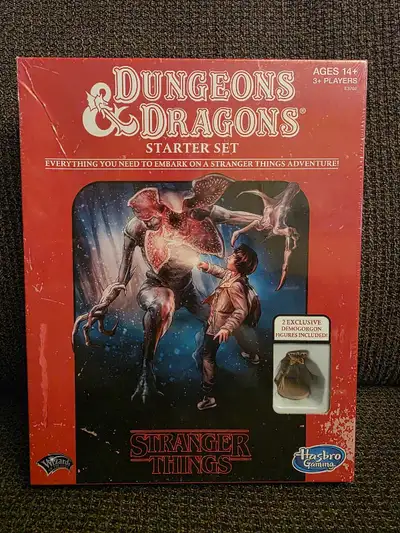 DUNGEONS
& DRAGONS®
STARTER SET
EVERYTHING YOU NEED TO EMBARK ON A STRANGER THINGS ADVENTURE!
AGES 14+
3+ PLAYERS
2 EXCLUSIVE
DEMOGORGON
FIGURES INCLUDED!
STRANGER
THINGS
Wizards
Hasbro
Gaming